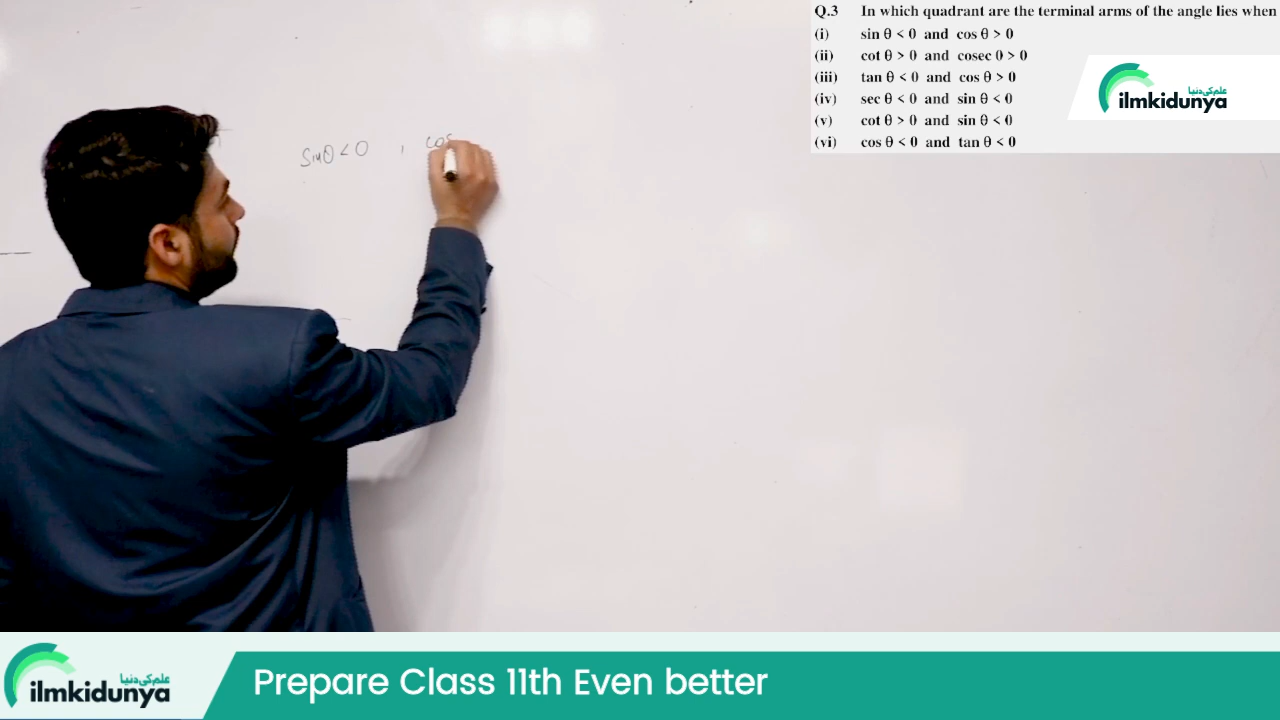 Q.3 In which quadrant are the terminal arms of the angle lies when
(i) sin θ < 0 and cos θ > 0
(ii) cot θ > 0 and cosec θ > 0
(iii) tan θ < 0 and cos θ > 0
(iv) sec θ < 0 and sin θ < 0
(v) cot θ > 0 and sin θ < 0
(vi) cos θ < 0 and tan θ < 0
علم کی دنیا
ilmkidunya
Sinθ < 0 , cos
علم کی دنیا
ilmkidunya
Prepare Class 11th Even better